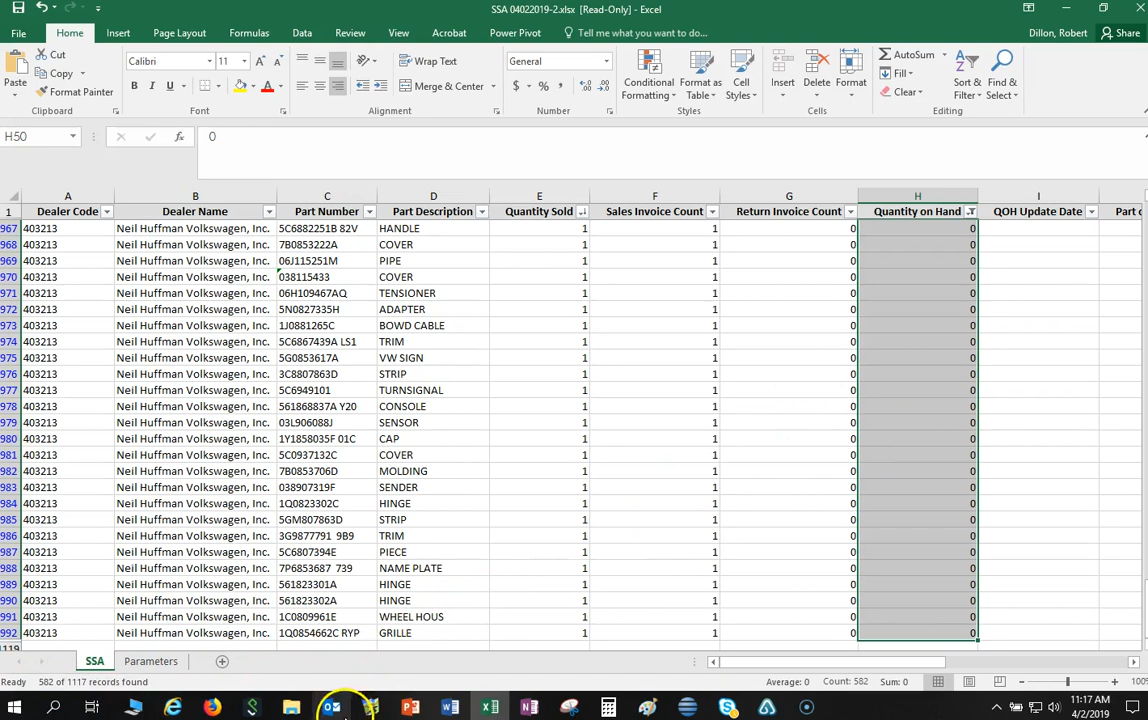 SSA 04022019-2.xlsx [Read-Only] - Excel
File Home Insert Page Layout Formulas Data Review View Acrobat Power Pivot Tell me what you want to do... Dillon, Robert Share
Cut
Copy
Format Painter
Paste
Clipboard
Calibri 11
B I U
Font
Wrap Text
Merge & Center
Alignment
General
$ % ,
Number
Conditional Formatting
Format as Table
Cell Styles
Styles
Insert Delete Format
Cells
AutoSum
Fill
Clear
Sort & Filter
Find & Select
Editing
H50 fx 0
A B C D E F G H I
1 Dealer Code Dealer Name Part Number Part Description Quantity Sold Sales Invoice Count Return Invoice Count Quantity on Hand QOH Update Date
967 403213 Neil Huffman Volkswagen, Inc. 5C6882251B 82V HANDLE 1 1 0 0
968 403213 Neil Huffman Volkswagen, Inc. 7B0853222A COVER 1 1 0 0
969 403213 Neil Huffman Volkswagen, Inc. 06J115251M PIPE 1 1 0 0
970 403213 Neil Huffman Volkswagen, Inc. 038115433 COVER 1 1 0 0
971 403213 Neil Huffman Volkswagen, Inc. 06H109467AQ TENSIONER 1 1 0 0
972 403213 Neil Huffman Volkswagen, Inc. 5N0827335H ADAPTER 1 1 0 0
973 403213 Neil Huffman Volkswagen, Inc. 1J0881265C BOWD CABLE 1 1 0 0
974 403213 Neil Huffman Volkswagen, Inc. 5C6867439A LS1 TRIM 1 1 0 0
975 403213 Neil Huffman Volkswagen, Inc. 5G0853617A VW SIGN 1 1 0 0
976 403213 Neil Huffman Volkswagen, Inc. 3C8807863D STRIP 1 1 0 0
977 403213 Neil Huffman Volkswagen, Inc. 5C6949101 TURNSIGNAL 1 1 0 0
978 403213 Neil Huffman Volkswagen, Inc. 561868837A Y20 CONSOLE 1 1 0 0
979 403213 Neil Huffman Volkswagen, Inc. 03L906088J SENSOR 1 1 0 0
980 403213 Neil Huffman Volkswagen, Inc. 1Y1858035F 01C CAP 1 1 0 0
981 403213 Neil Huffman Volkswagen, Inc. 5C0937132C COVER 1 1 0 0
982 403213 Neil Huffman Volkswagen, Inc. 7B0853706D MOLDING 1 1 0 0
983 403213 Neil Huffman Volkswagen, Inc. 038907319F SENDER 1 1 0 0
984 403213 Neil Huffman Volkswagen, Inc. 1Q0823302C HINGE 1 1 0 0
985 403213 Neil Huffman Volkswagen, Inc. 5GM807863D STRIP 1 1 0 0
986 403213 Neil Huffman Volkswagen, Inc. 3G9877791 9B9 TRIM 1 1 0 0
987 403213 Neil Huffman Volkswagen, Inc. 5C6807394E PIECE 1 1 0 0
988 403213 Neil Huffman Volkswagen, Inc. 7P6853687 739 NAME PLATE 1 1 0 0
989 403213 Neil Huffman Volkswagen, Inc. 561823301A HINGE 1 1 0 0
990 403213 Neil Huffman Volkswagen, Inc. 561823302A HINGE 1 1 0 0
991 403213 Neil Huffman Volkswagen, Inc. 1C0809961E WHEEL HOUS 1 1 0 0
992 403213 Neil Huffman Volkswagen, Inc. 1Q0854662C RYP GRILLE 1 1 0 0
1119
SSA Parameters
Ready 582 of 1117 records found Average: 0 Count: 582 Sum: 0
11:17 AM
4/2/2019